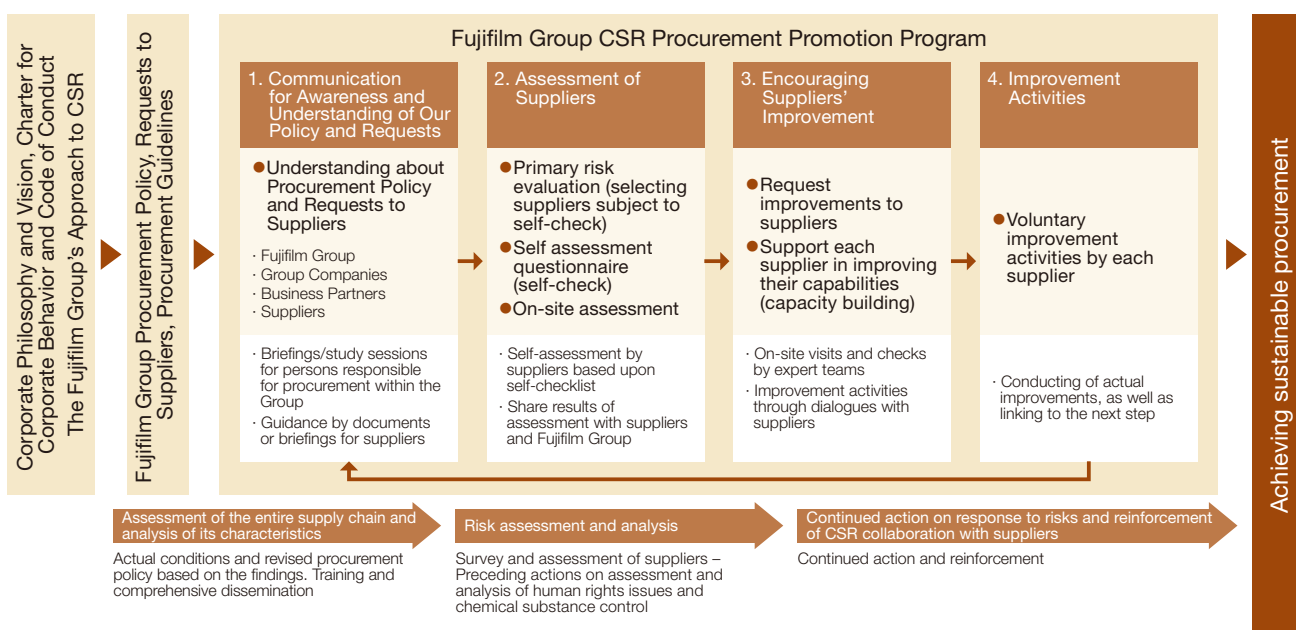 Corporate Philosophy and Vision, Charter for
Corporate Behavior and Code of Conduct
The Fujifilm Group's Approach to CSR
Fujifilm Group Procurement Policy, Requests to
Suppliers, Procurement Guidelines
Fujifilm Group CSR Procurement Promotion Program
1. Communication
for Awareness and
Understanding of Our
Policy and Requests
●Understanding about
Procurement Policy
and Requests to
Suppliers
· Fujifilm Group
· Group Companies
· Business Partners
· Suppliers
· Briefings/study sessions
for persons responsible
for procurement within the
Group
· Guidance by documents
or briefings for suppliers
2. Assessment of
Suppliers
●Primary risk
evaluation (selecting
suppliers subject to
self-check)
●Self assessment
questionnaire
(self-check)
●On-site assessment
· Self-assessment by
suppliers based upon
self-checklist
· Share results of
assessment with suppliers
and Fujifilm Group
3. Encouraging
Suppliers'
Improvement
●Request
improvements to
suppliers
●Support each
supplier in improving
their capabilities
(capacity building)
· On-site visits and checks
by expert teams
· Improvement activities
through dialogues with
suppliers
4. Improvement
Activities
●Voluntary
improvement
activities by each
supplier
· Conducting of actual
improvements, as well as
linking to the next step
Achieving sustainable procurement
Assessment of the entire supply chain and
analysis of its characteristics
Actual conditions and revised procurement
policy based on the findings. Training and
comprehensive dissemination
Risk assessment and analysis
Survey and assessment of suppliers –
Preceding actions on assessment and
analysis of human rights issues and
chemical substance control
Continued action on response to risks and reinforcement
of CSR collaboration with suppliers
Continued action and reinforcement